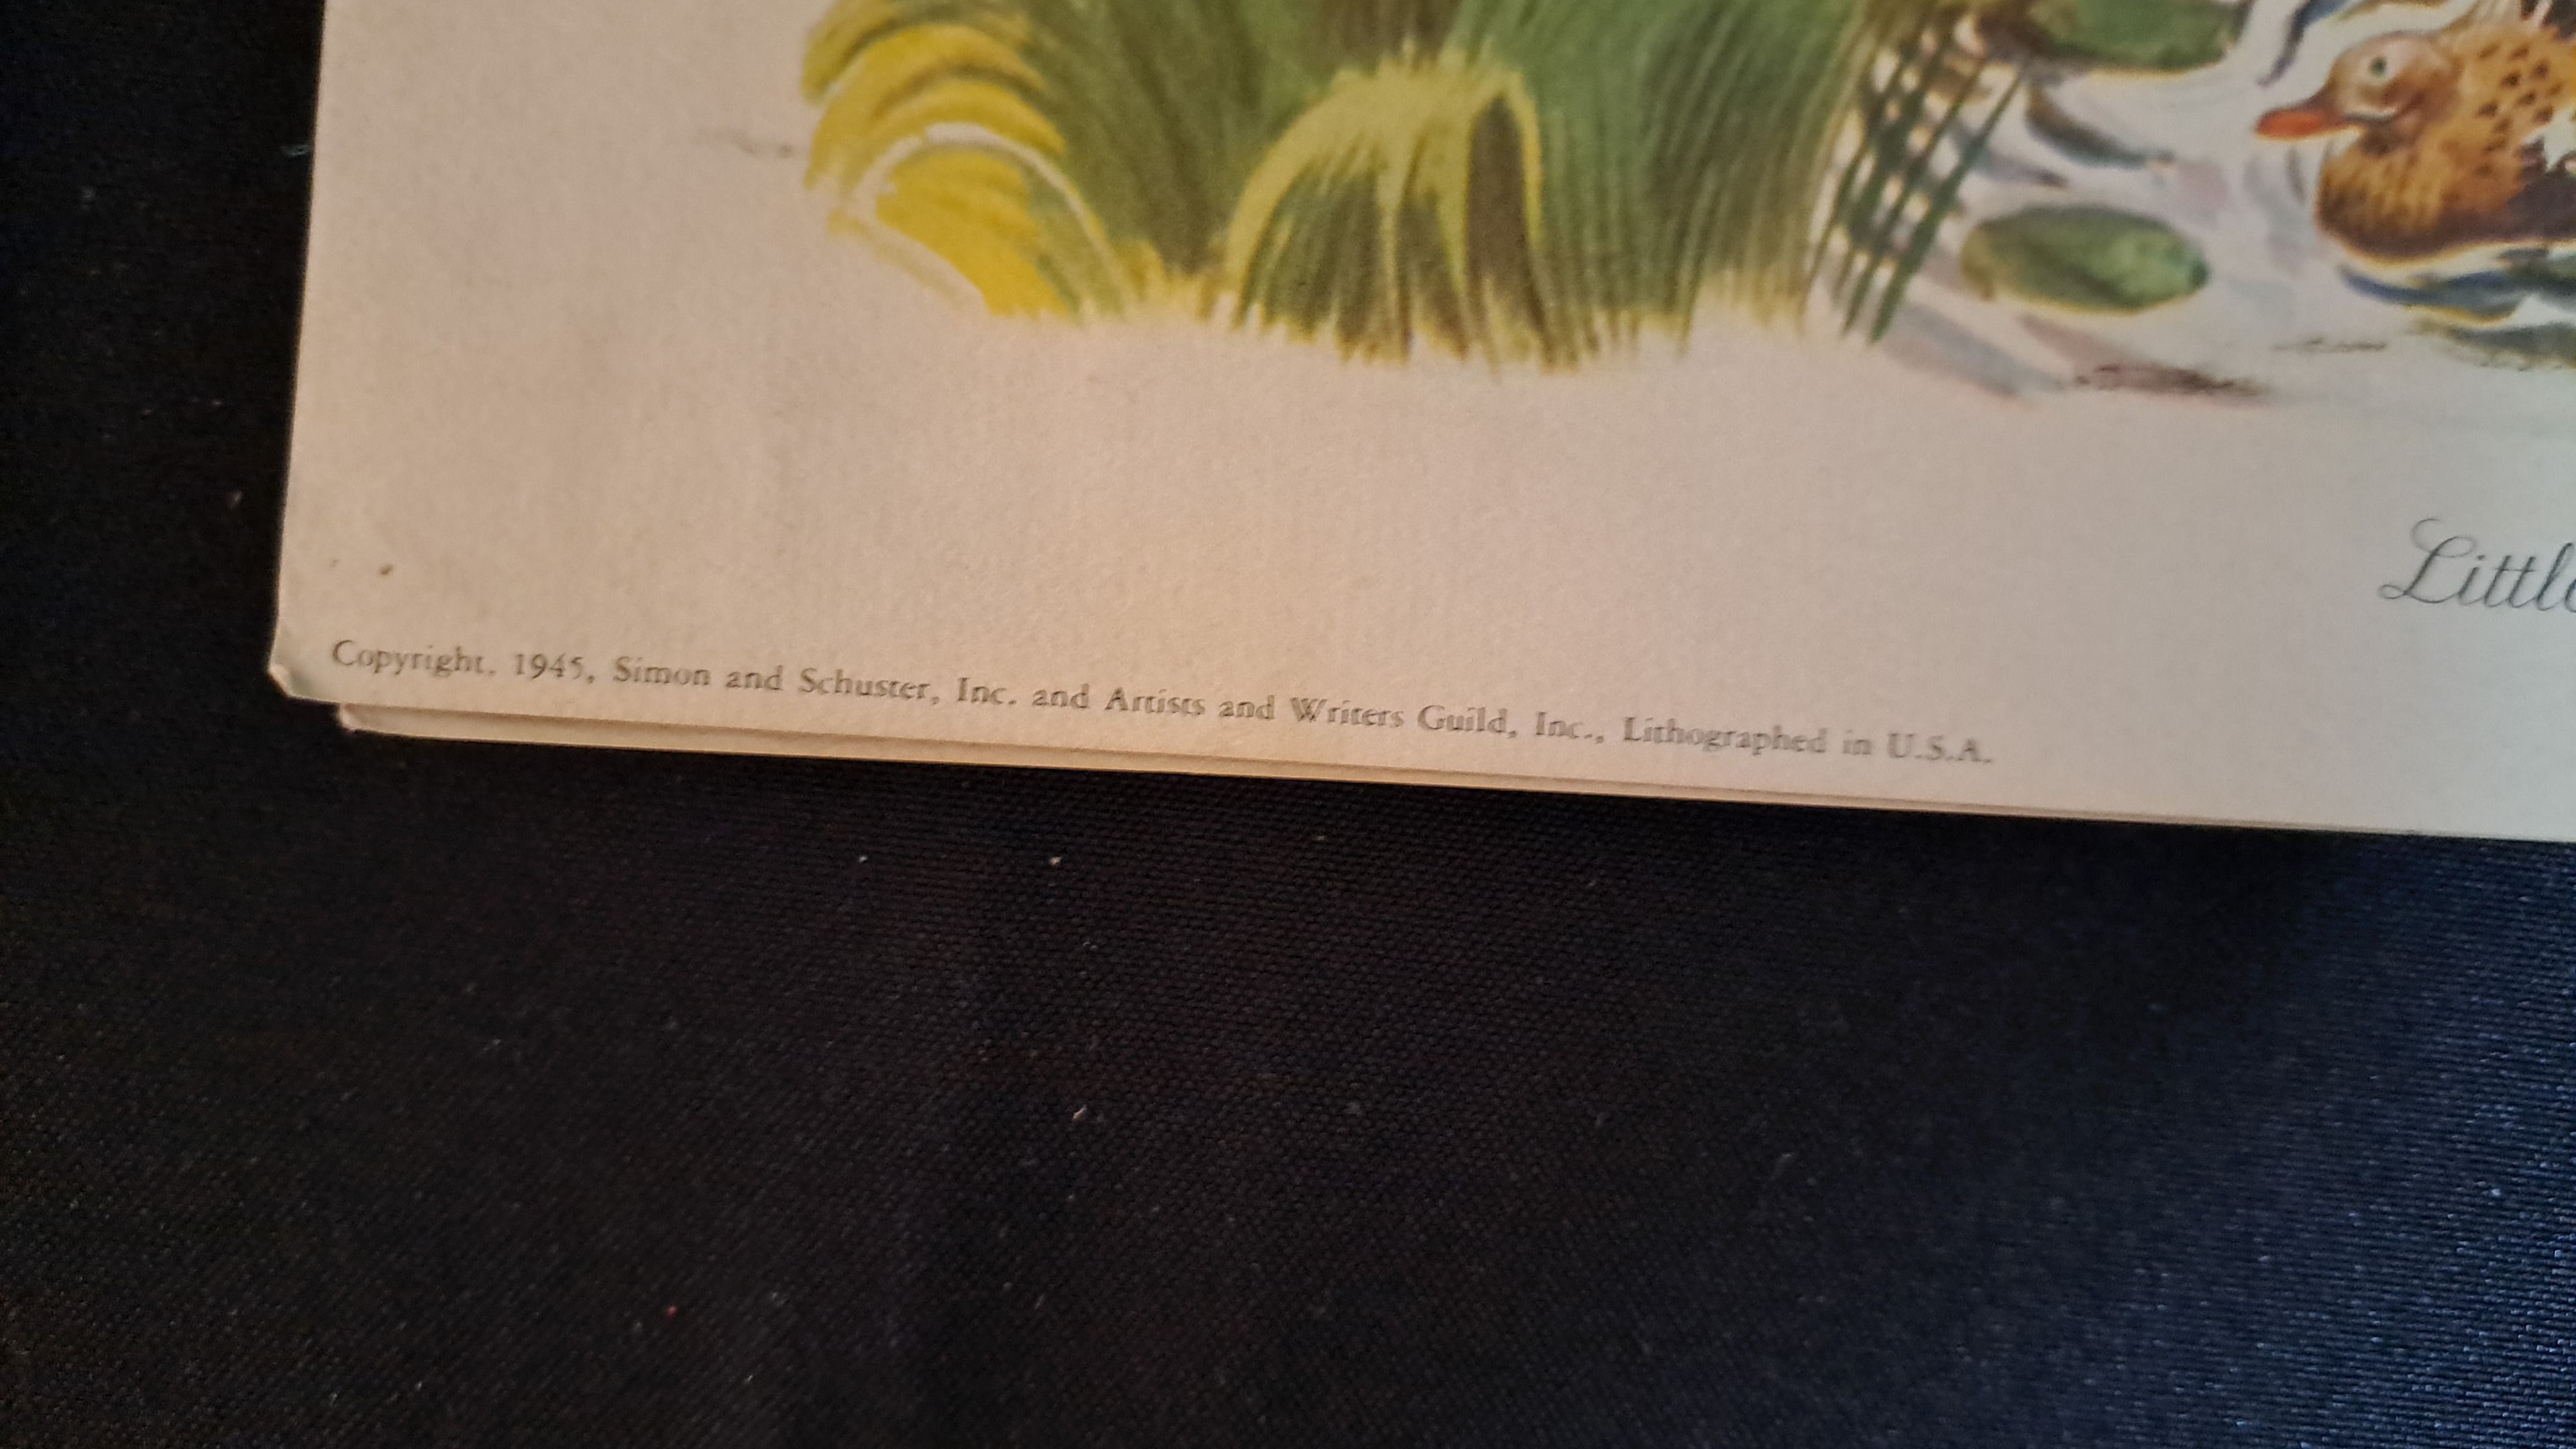 Little
Copyright, 1945, Simon and Schuster, Inc. and Artists and Writers Guild, Inc., Lithographed in U.S.A.